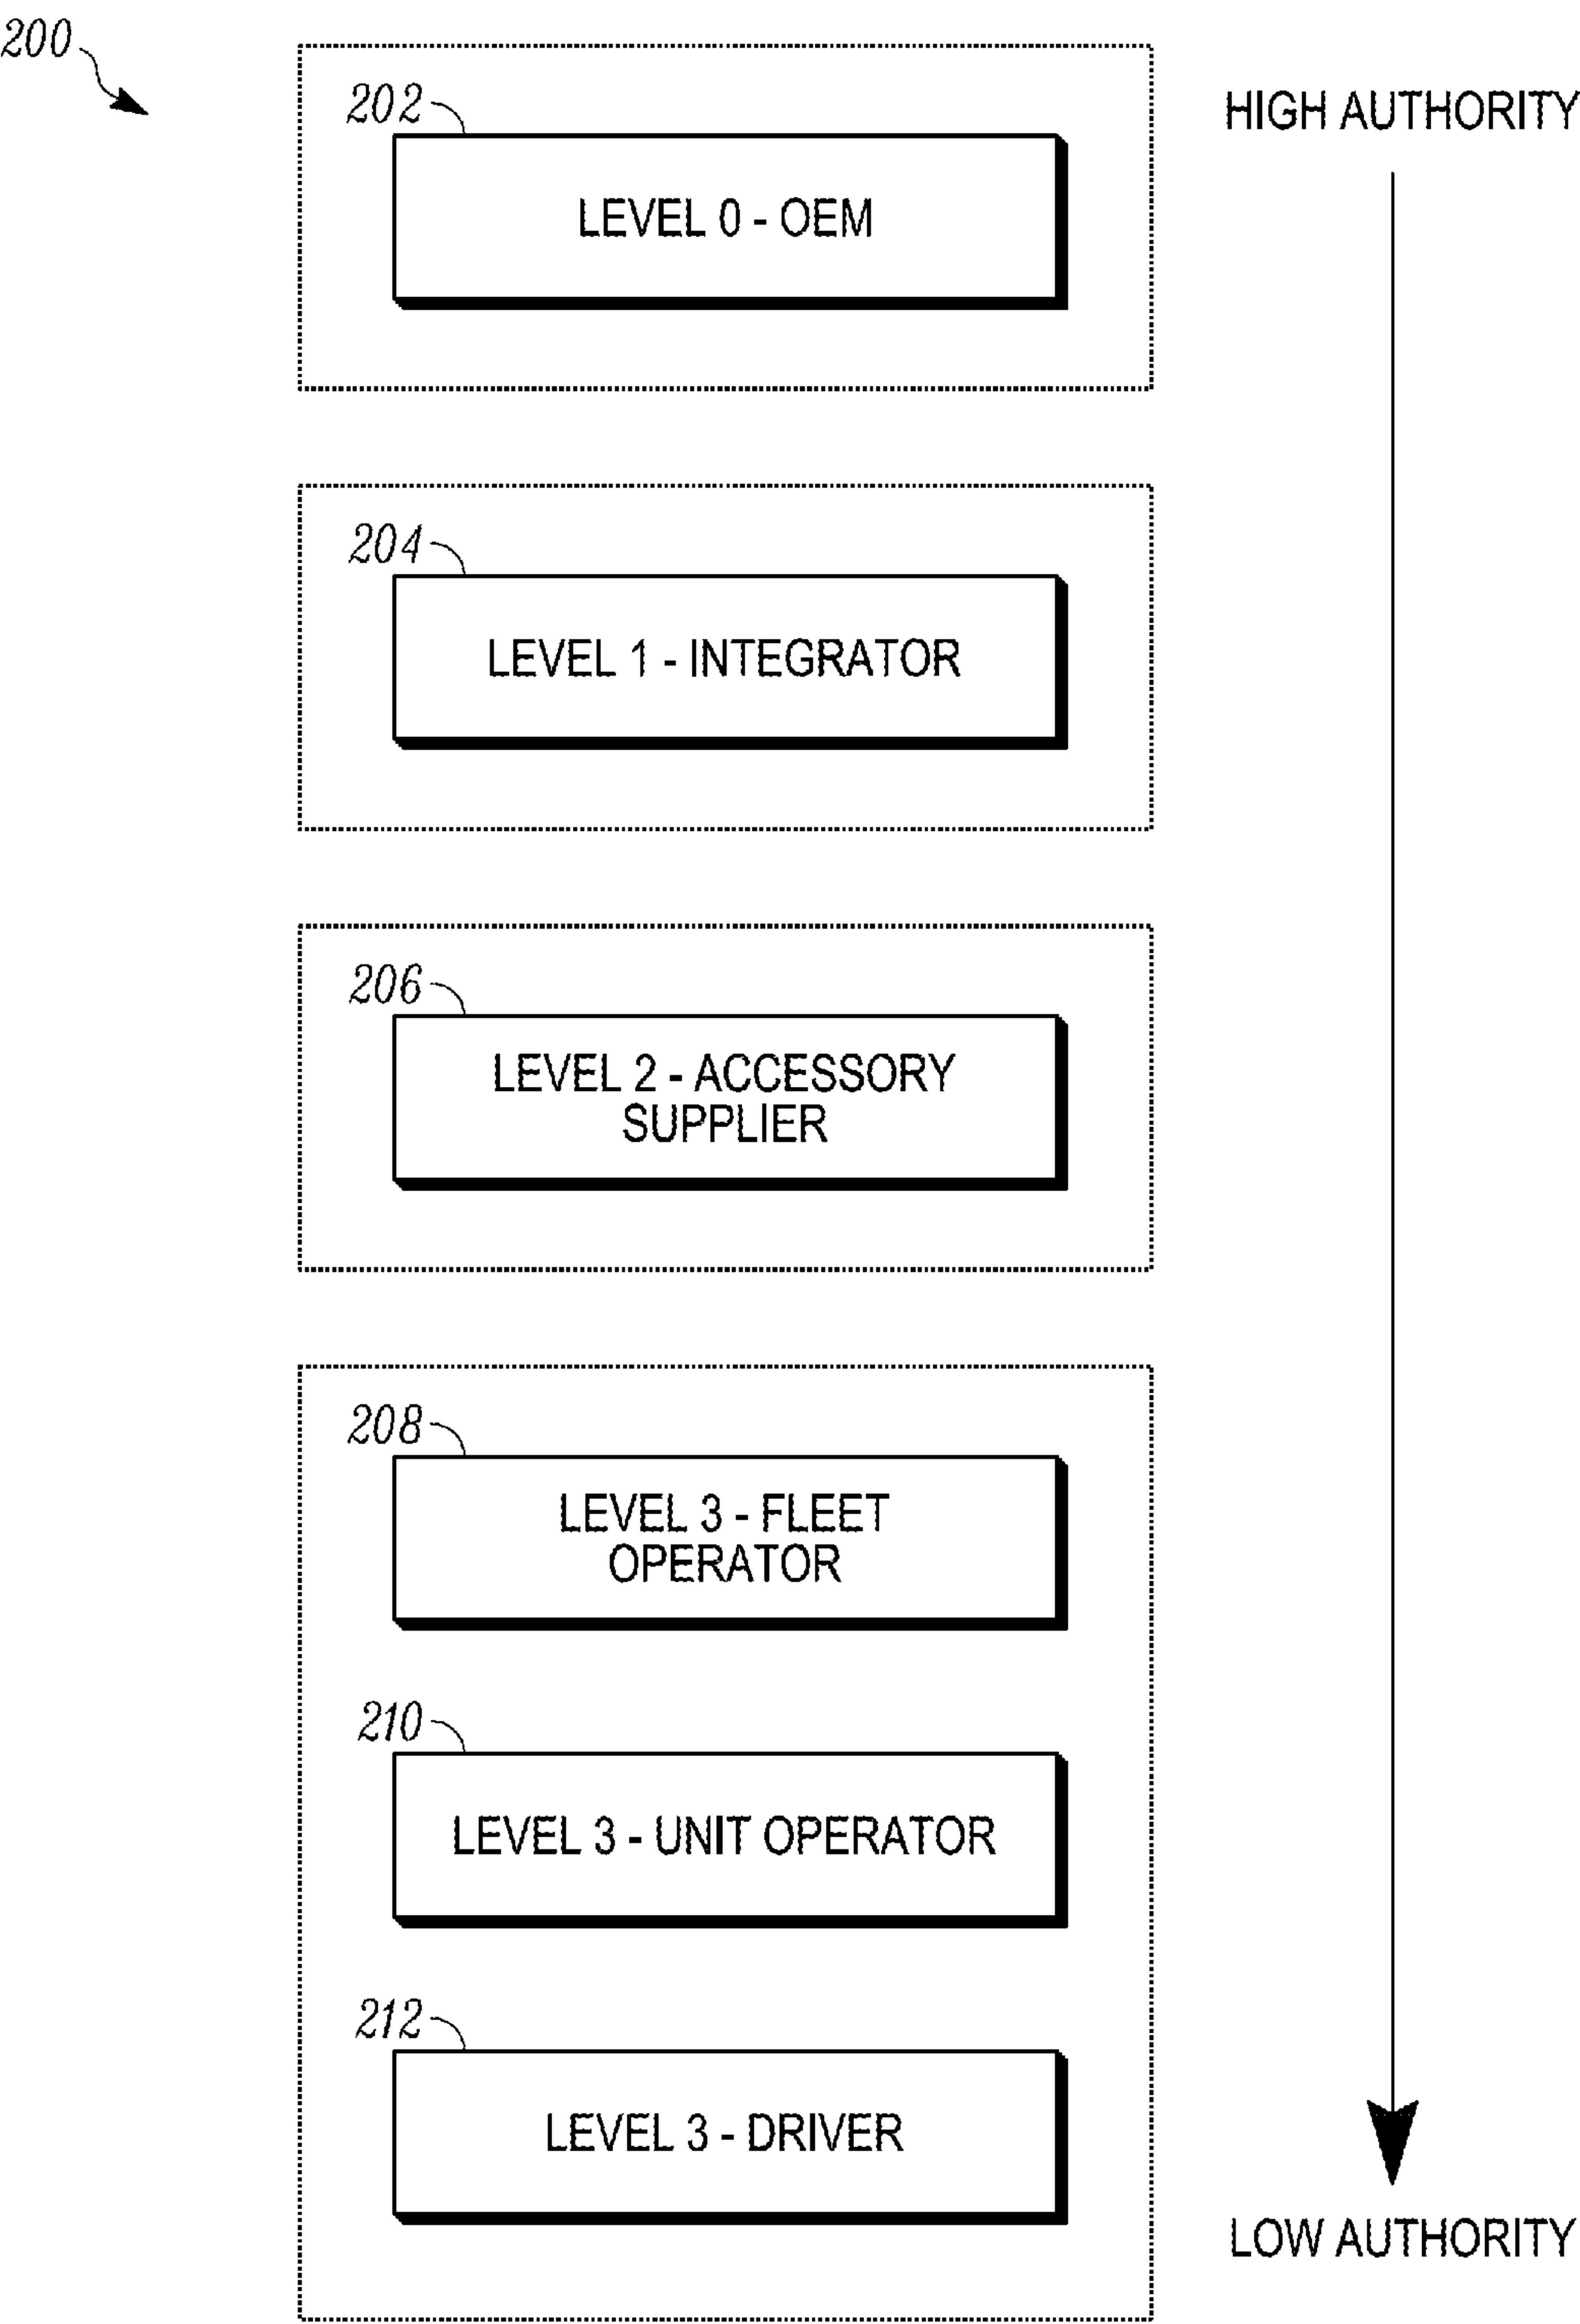 200
202
HIGH AUTHORITY
LEVEL 0 - OEM
204
LEVEL 1 - INTEGRATOR
206
LEVEL 2 - ACCESSORY
SUPPLIER
208
LEVEL 3 - FLEET
OPERATOR
210
LEVEL 3 - UNIT OPERATOR
212
LEVEL 3 - DRIVER
LOW AUTHORITY